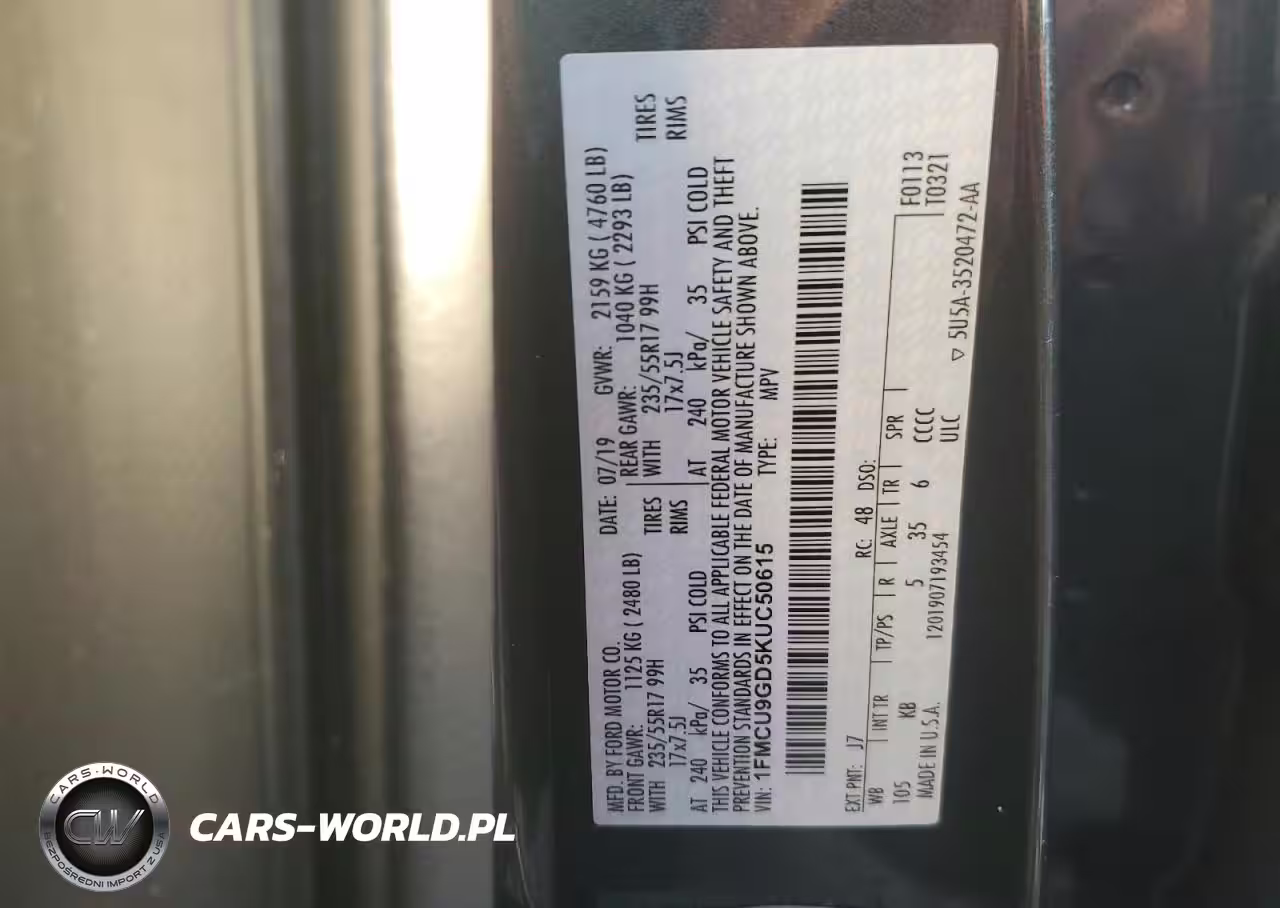 MFD. BY FORD MOTOR CO.
DATE: 07/19 GVWR: 2159 KG ( 4760 LB)
FRONT GAWR: 1125 KG ( 2480 LB) REAR GAWR: 1040 KG ( 2293 LB)
WITH 235/55R17 99H TIRES WITH 235/55R17 99H TIRES
17x7.5J RIMS 17x7.5J RIMS
AT 240 kPa/ 35 PSI COLD AT 240 kPa/ 35 PSI COLD
THIS VEHICLE CONFORMS TO ALL APPLICABLE FEDERAL MOTOR VEHICLE SAFETY AND THEFT
PREVENTION STANDARDS IN EFFECT ON THE DATE OF MANUFACTURE SHOWN ABOVE.
VIN: 1FMCU9GD5KUC50615 TYPE: MPV
EXT PNT: J7 RC: 48 DSO:
WB INT TR TP/PS R AXLE TR SPR F0113
105 KB 5 35 6 CCCC T0321
MADE IN U.S.A. 1201907193454 ULC
▽ 5U5A-3520472-AA
CARS-WORLD
CW
BEZPOŚREDNI IMPORT Z USA
CARS-WORLD.PL